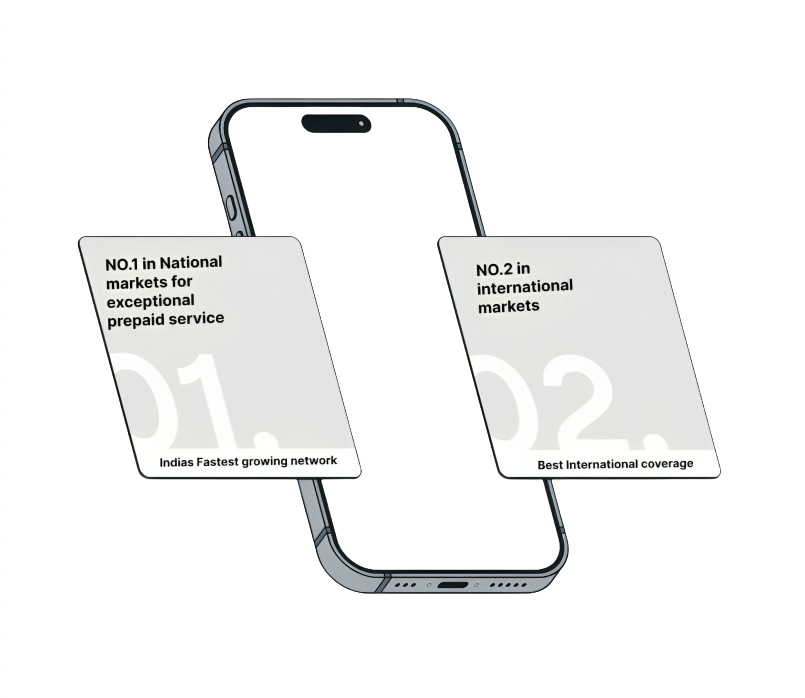 NO.1 in National
markets for
exceptional
prepaid service
01.
Indias Fastest growing network
NO.2 in
international
markets
02.
Best International coverage